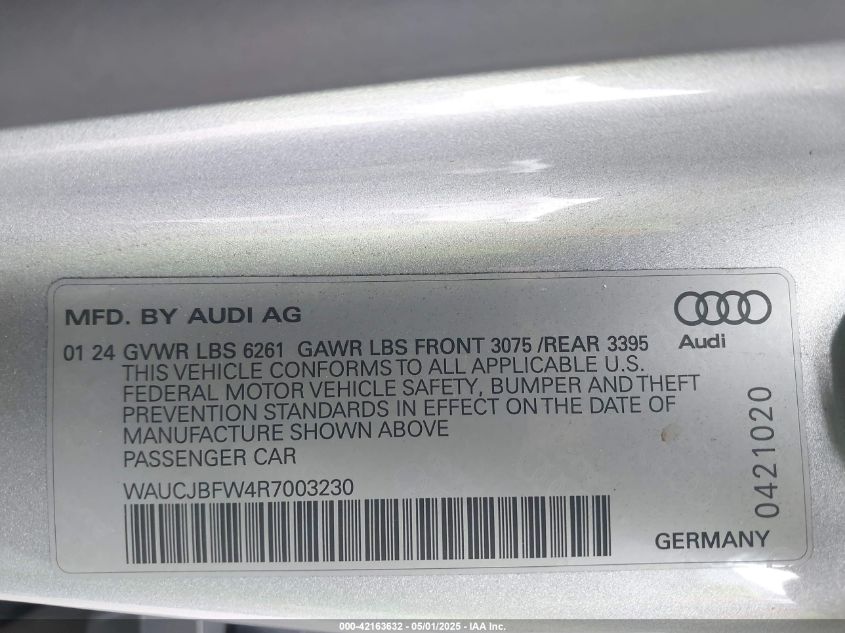 MFD. BY AUDI AG
Audi
01 24 GVWR LBS 6261 GAWR LBS FRONT 3075 /REAR 3395
THIS VEHICLE CONFORMS TO ALL APPLICABLE U.S.
FEDERAL MOTOR VEHICLE SAFETY, BUMPER AND THEFT
PREVENTION STANDARDS IN EFFECT ON THE DATE OF
MANUFACTURE SHOWN ABOVE
PASSENGER CAR
WAUCJBFW4R7003230
0421020
GERMANY
000-42163632 - 05/01/2025 - IAA Inc.